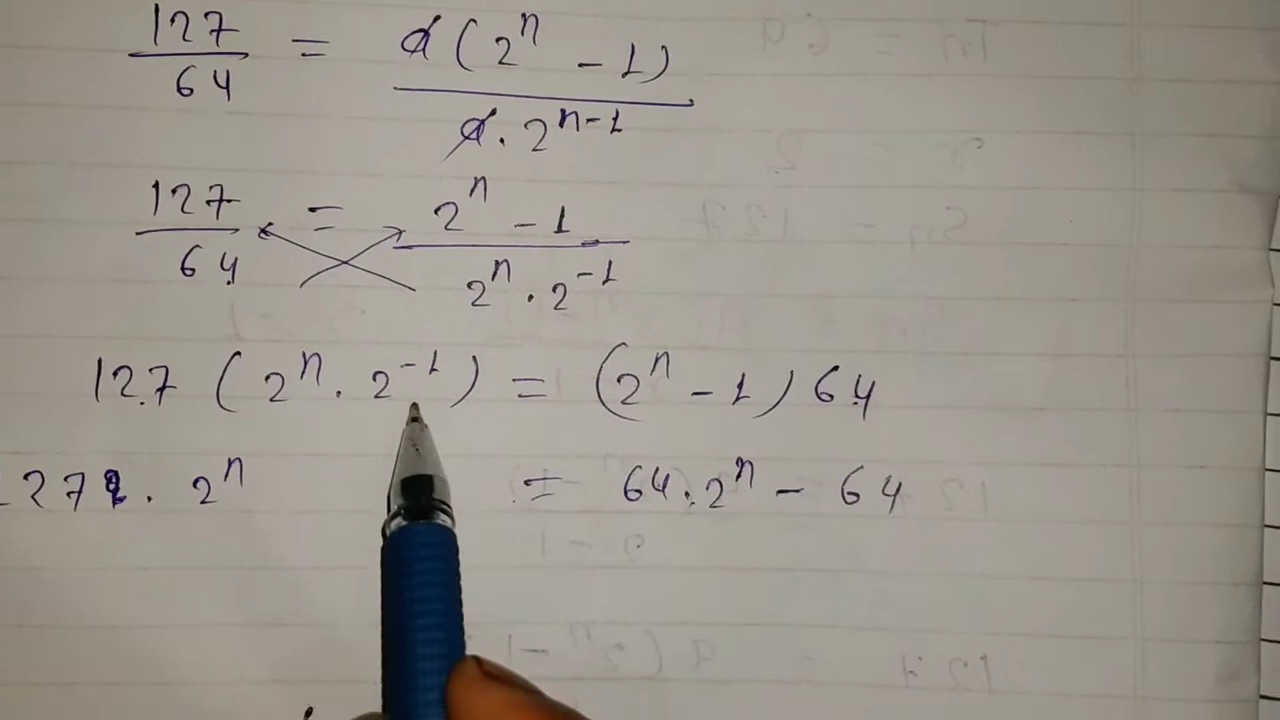 127/64 = a(2^n - 1)/a.2^n-1
127/64 = 2^n - 1/2^n . 2^-1
127 (2^n . 2^-1) = (2^n - 1) 64
127 . 2^n = 64.2^n - 64